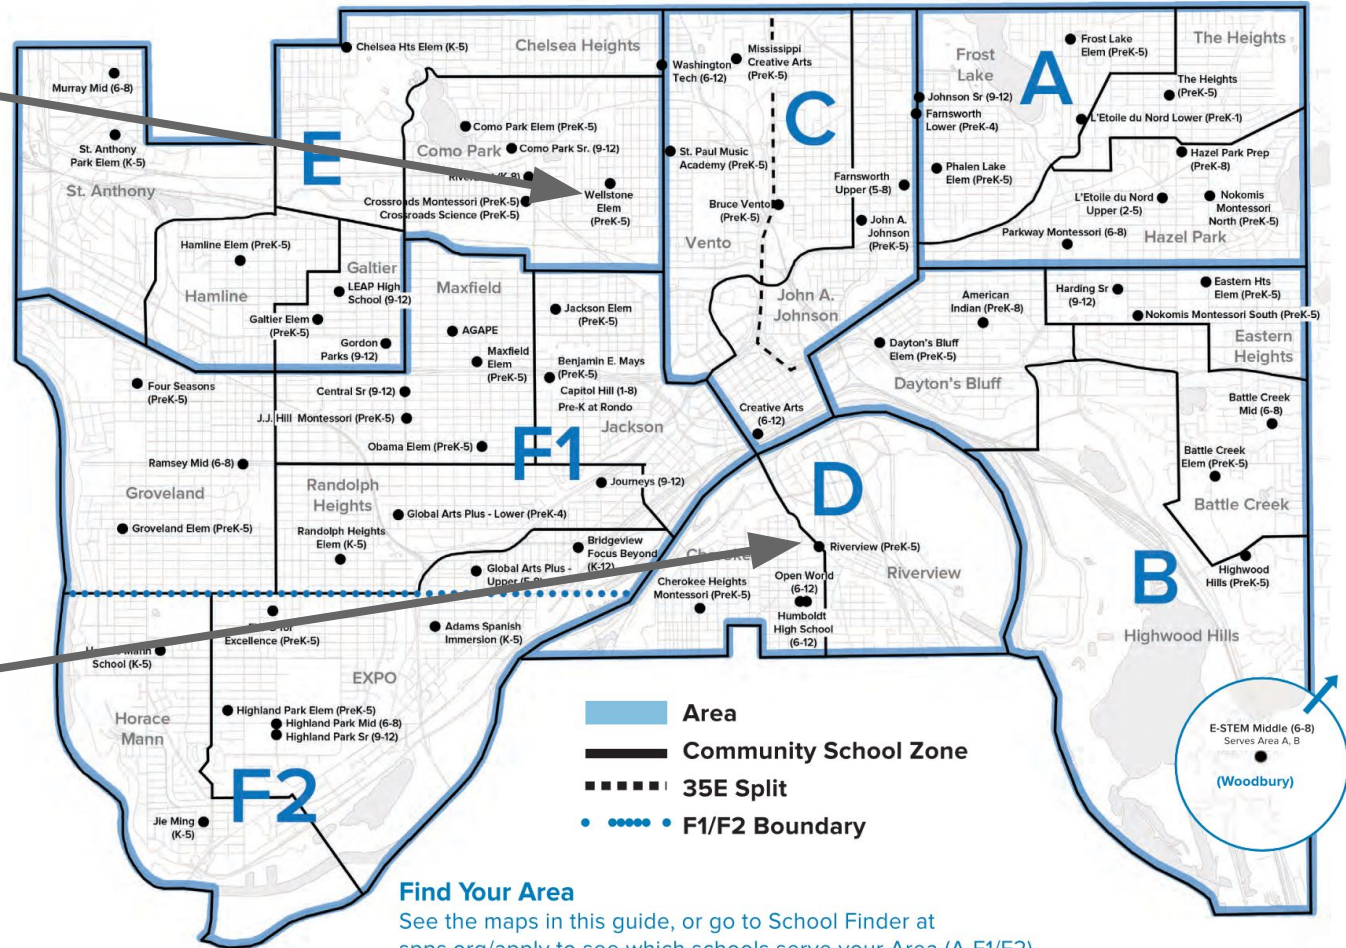 Chelsea Hts Elem (K-5)
Chelsea Heights
Murray Mid (6-8)
St. Anthony
Park Elem (K-5)
St. Anthony
E
Como Park Elem (PreK-5)
Como Park
Como Park Sr. (9-12)
Crossroads Montessori (PreK-5)
Crossroads Science (PreK-5)
Wellstone
Elem
(PreK-5)
Hamline Elem (PreK-5)
Hamline
Galtier
LEAP High
School (9-12)
Galtier Elem
(PreK-5)
Gordon
Parks (9-12)
Washington
Tech (6-12)
Mississippi
Creative Arts
(PreK-5)
C
St. Paul Music
Academy (PreK-5)
Bruce Vento
(PreK-5)
Vento
Farnsworth
Upper (5-8)
John A.
Johnson
(PreK-5)
John A.
Johnson
Creative Arts
(6-12)
Frost
Lake
A
Frost Lake
Elem (PreK-5)
The Heights
The Heights
(PreK-5)
Johnson Sr (9-12)
Farnsworth
Lower (PreK-4)
L'Etoile du Nord Lower (PreK-1)
Phalen Lake
Elem (PreK-5)
Hazel Park Prep
(PreK-8)
L'Etoile du Nord
Upper (2-5)
Nokomis
Montessori
North (PreK-5)
Parkway Montessori (6-8)
Hazel Park
American
Indian (PreK-8)
Harding Sr
(9-12)
Eastern Hts
Elem (PreK-5)
Nokomis Montessori South (PreK-5)
Eastern
Heights
Dayton's Bluff
Elem (PreK-5)
Dayton's Bluff
Battle Creek
Mid (6-8)
Battle Creek
Elem (PreK-5)
Battle Creek
Highwood
Hills (PreK-5)
B
Highwood Hills
Maxfield
AGAPE
Maxfield
Elem
(PreK-5)
Jackson Elem
(PreK-5)
Benjamin E. Mays
(PreK-5)
Capitol Hill (1-8)
Pre-K at Rondo
Jackson
Four Seasons
(PreK-5)
Central Sr (9-12)
J.J. Hill Montessori (PreK-5)
Obama Elem (PreK-5)
F1
Ramsey Mid (6-8)
Groveland
Groveland Elem (PreK-5)
Randolph
Heights
Journeys (9-12)
Global Arts Plus - Lower (PreK-4)
Randolph Heights
Elem (K-5)
Bridgeview
Focus Beyond
(K-12)
Global Arts Plus -
Upper
D
Riverview (PreK-5)
Riverview
Cherokee Heights
Montessori (PreK-5)
Open World
(6-12)
Humboldt
High School
(6-12)
Excellence (PreK-5)
Adams Spanish
Immersion (K-5)
School (K-5)
EXPO
Horace
Mann
Highland Park Elem (PreK-5)
Highland Park Mid (6-8)
Highland Park Sr (9-12)
F2
Jie Ming
(K-5)
Area
Community School Zone
35E Split
F1/F2 Boundary
E-STEM Middle (6-8)
Serves Area A, B
(Woodbury)
Find Your Area
See the maps in this guide, or go to School Finder at
spps.org/apply to see which schools serve your Area (A-F1/F2)